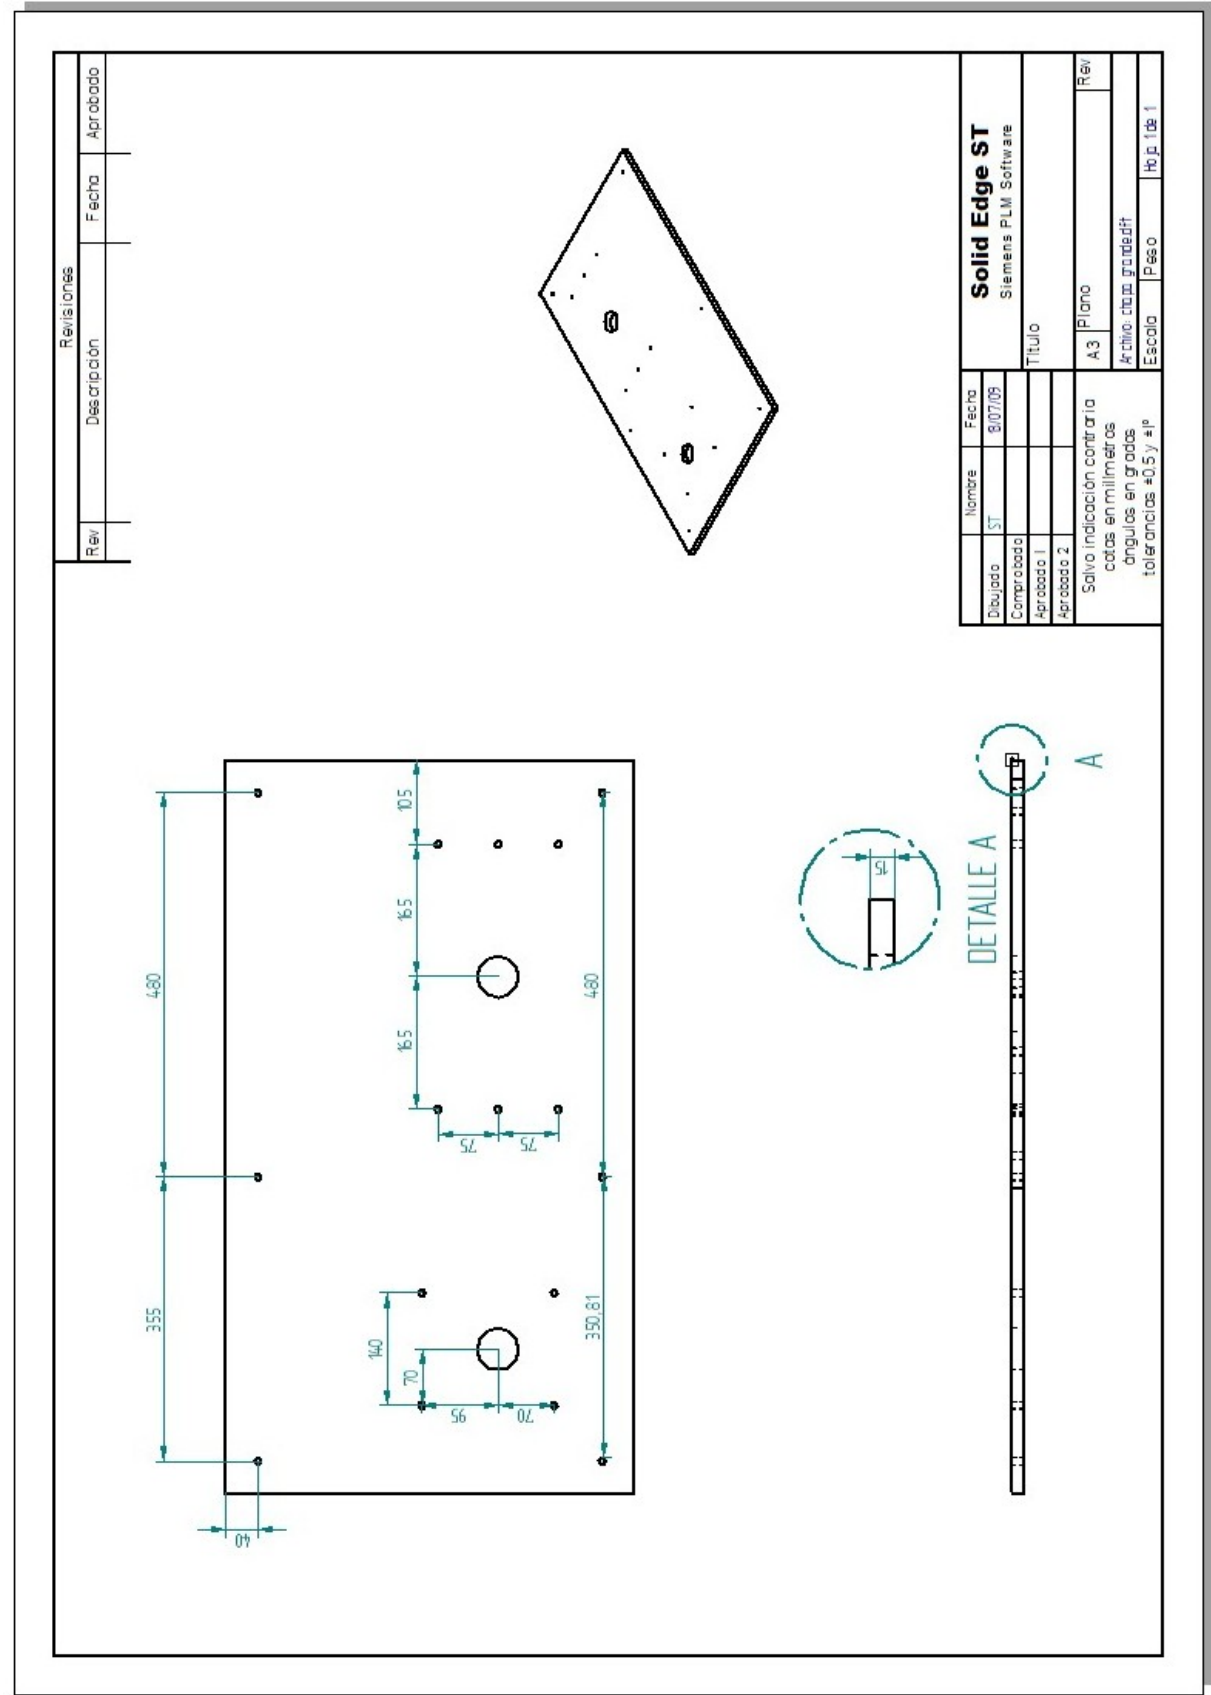 Revisiones
Rev Descripción Fecha Aprobado
480
355
40
105
165
165
75
75
480
350,81
140
70
95
70
15
DETALLE A
A
Nombre Fecha
Dibujado ST 18/07/09
Comprobado
Aprobado 1
Aprobado 2
Salvo indicación contraria
cotas en milímetros
ángulos en grados
tolerancias ±0,5 y ±1º
Solid Edge ST
Siemens PLM Software
Título
A3 Plano Rev
Archivo: chapa grande.dft
Escala Peso Hoja 1 de 1